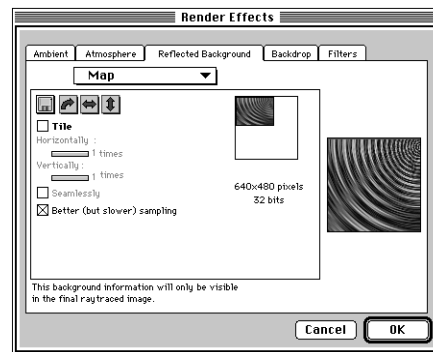 Render Effects
Ambient Atmosphere Reflected Background Backdrop Filters
Map
Tile
Horizontally :
1 times
Vertically :
1 times
Seamlessly
Better (but slower) sampling
640x480 pixels
32 bits
This background information will only be visible
in the final raytraced image.
Cancel OK